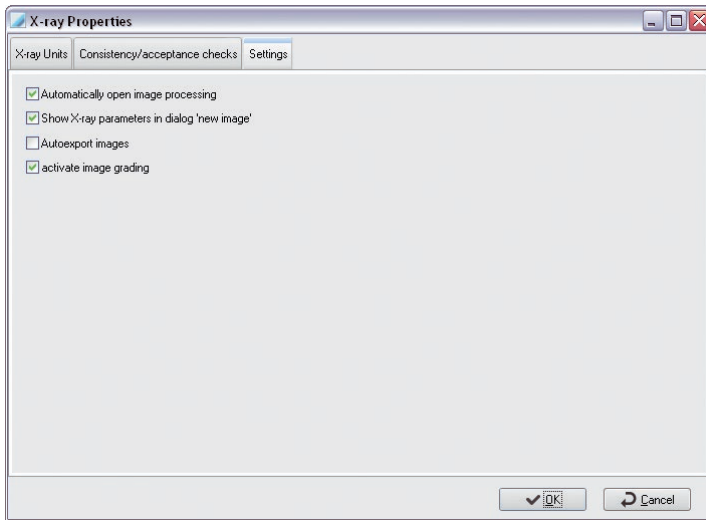 X-ray Properties
X-ray Units Consistency/acceptance checks Settings
Automatically open image processing
Show X-ray parameters in dialog 'new image'
Autoexport images
activate image grading
OK Cancel